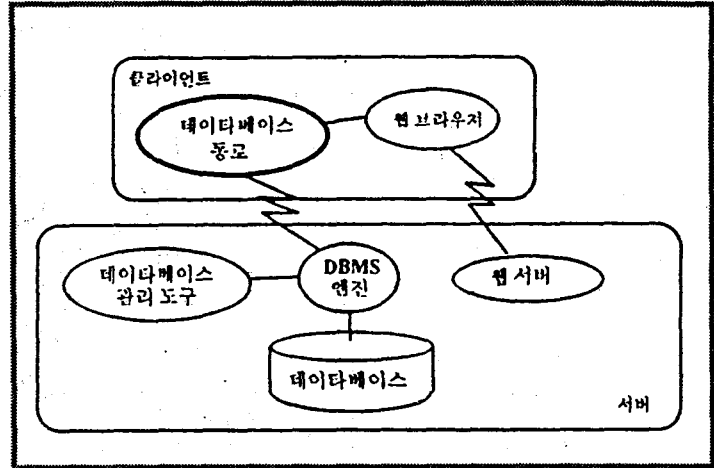 클라이언트
데이타베이스
통로
웹 브라우저
데이타베이스
관리 도구
DBMS
엔진
웹 서버
데이타베이스
서버